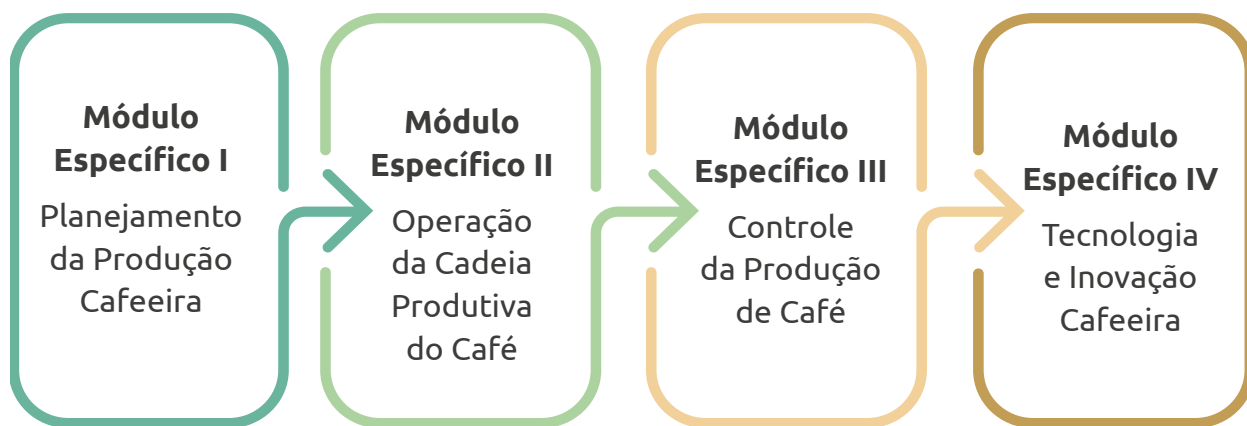 Módulo
Específico I
Planejamento
da Produção
Cafeeira
Módulo
Específico II
Operação
da Cadeia
Produtiva
do Café
Módulo
Específico III
Controle
da Produção
de Café
Módulo
Específico IV
Tecnologia
e Inovação
Cafeeira